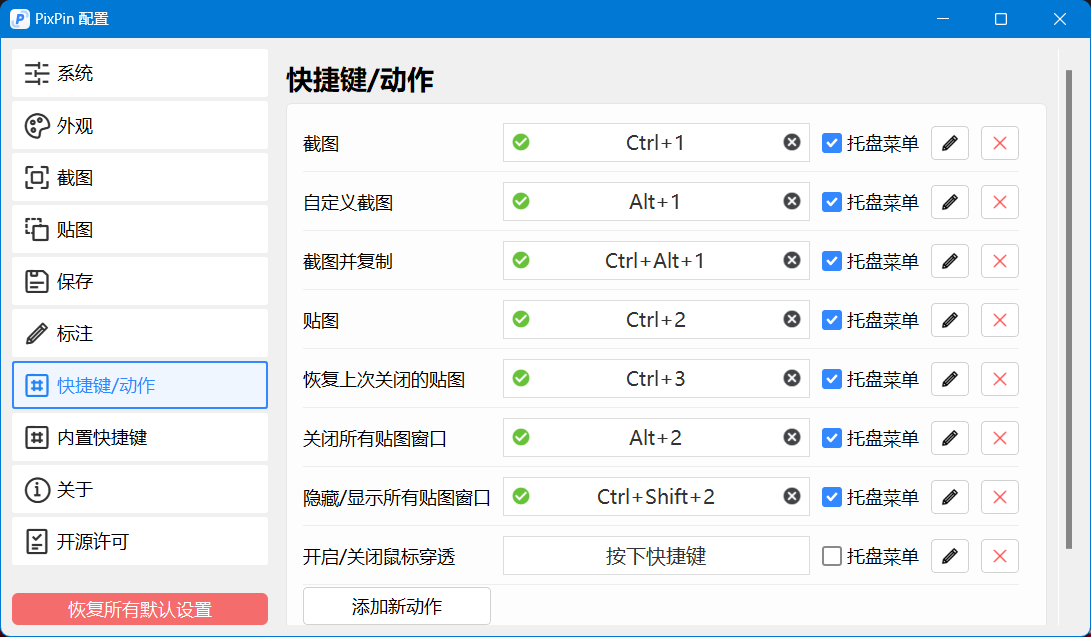 PixPin 配置
系统
外观
截图
贴图
保存
标注
快捷键/动作
内置快捷键
关于
开源许可
恢复所有默认设置
快捷键/动作
截图 Ctrl+1 托盘菜单
自定义截图 Alt+1 托盘菜单
截图并复制 Ctrl+Alt+1 托盘菜单
贴图 Ctrl+2 托盘菜单
恢复上次关闭的贴图 Ctrl+3 托盘菜单
关闭所有贴图窗口 Alt+2 托盘菜单
隐藏/显示所有贴图窗口 Ctrl+Shift+2 托盘菜单
开启/关闭鼠标穿透 按下快捷键 托盘菜单
添加新动作